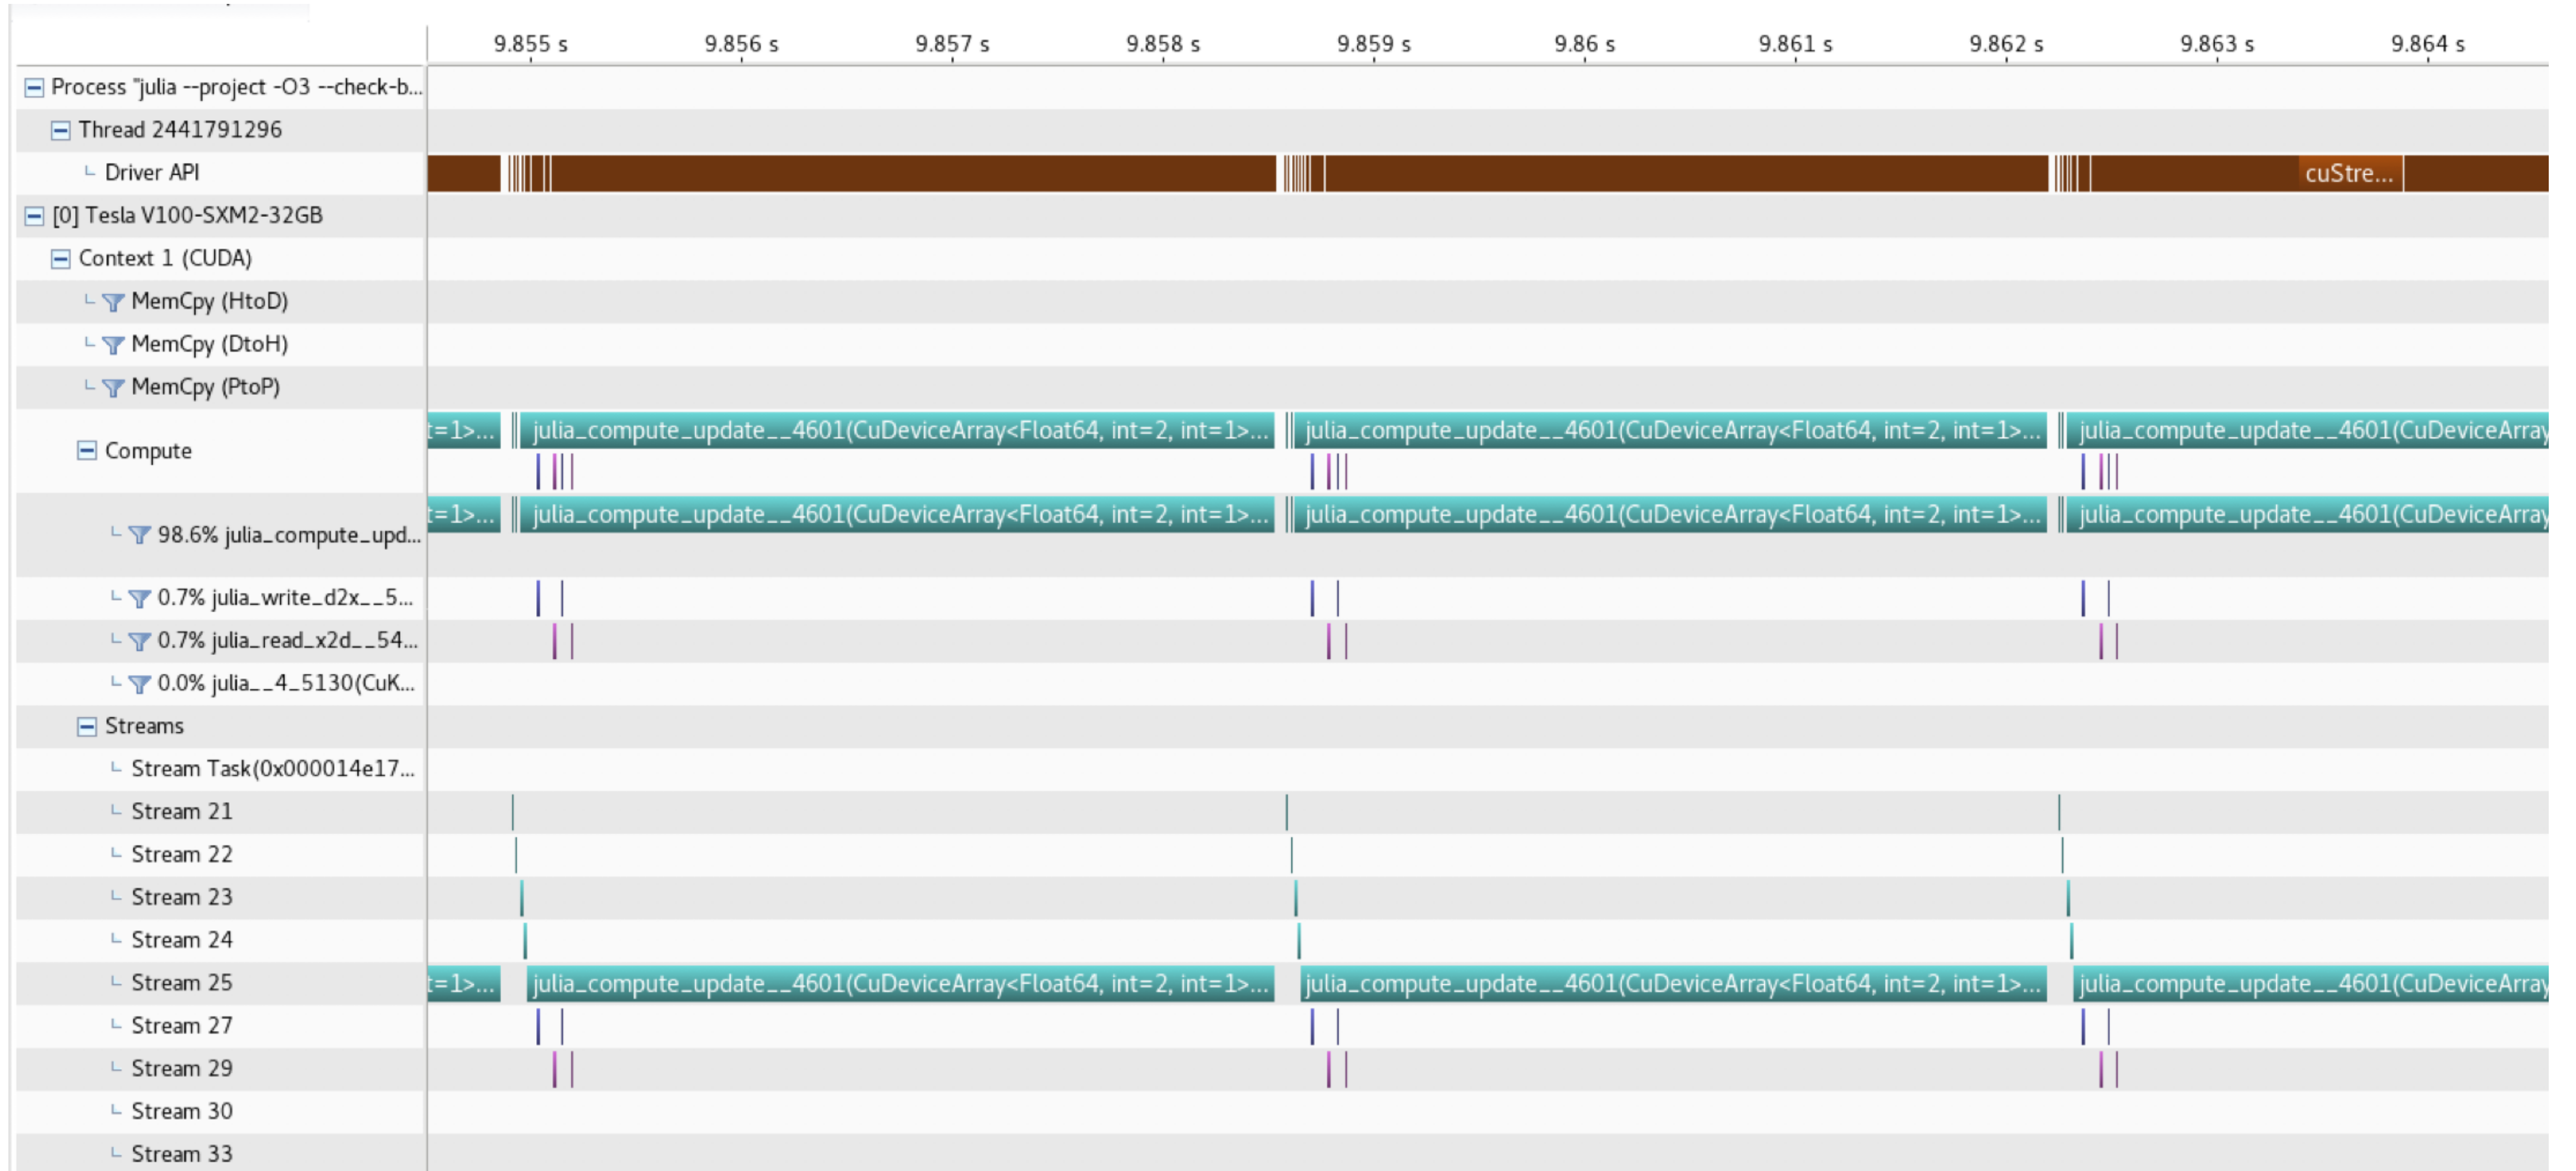 9.855 s 9.856 s 9.857 s 9.858 s 9.859 s 9.86 s 9.861 s 9.862 s 9.863 s 9.864 s
Process "julia --project -O3 --check-b...
Thread 2441791296
Driver API cuStre...
[0] Tesla V100-SXM2-32GB
Context 1 (CUDA)
MemCpy (HtoD)
MemCpy (DtoH)
MemCpy (PtoP)
t=1>... julia_compute_update__4601(CuDeviceArray<Float64, int=2, int=1>... julia_compute_update__4601(CuDeviceArray<Float64, int=2, int=1>... julia_compute_update__4601(CuDeviceArray
Compute
t=1>... julia_compute_update__4601(CuDeviceArray<Float64, int=2, int=1>... julia_compute_update__4601(CuDeviceArray<Float64, int=2, int=1>... julia_compute_update__4601(CuDeviceArray
98.6% julia_compute_upd...
0.7% julia_write_d2x__5...
0.7% julia_read_x2d__54...
0.0% julia__4_5130(CuK...
Streams
Stream Task(0x000014e17...
Stream 21
Stream 22
Stream 23
Stream 24
Stream 25 t=1>... julia_compute_update__4601(CuDeviceArray<Float64, int=2, int=1>... julia_compute_update__4601(CuDeviceArray<Float64, int=2, int=1>... julia_compute_update__4601(CuDeviceArray
Stream 27
Stream 29
Stream 30
Stream 33